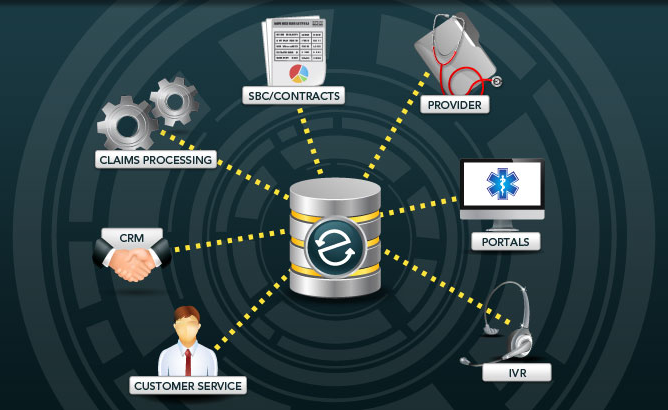 SBC/CONTRACTS
PROVIDER
CLAIMS PROCESSING
CRM
PORTALS
CUSTOMER SERVICE
IVR